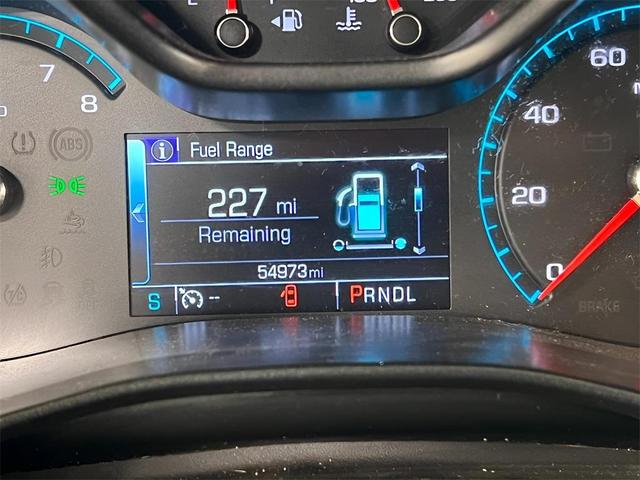 E
7
8
ABS
i Fuel Range
227 mi
Remaining
54973mi
S -- PRNDL
60
40
20
0
BRAKE